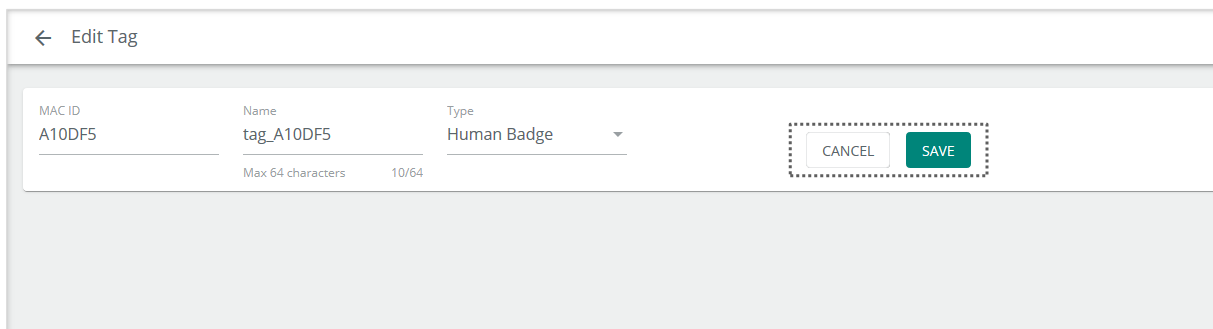 Edit Tag
MAC ID
A10DF5
Name
tag_A10DF5
Max 64 characters 10/64
Type
Human Badge
CANCEL
SAVE